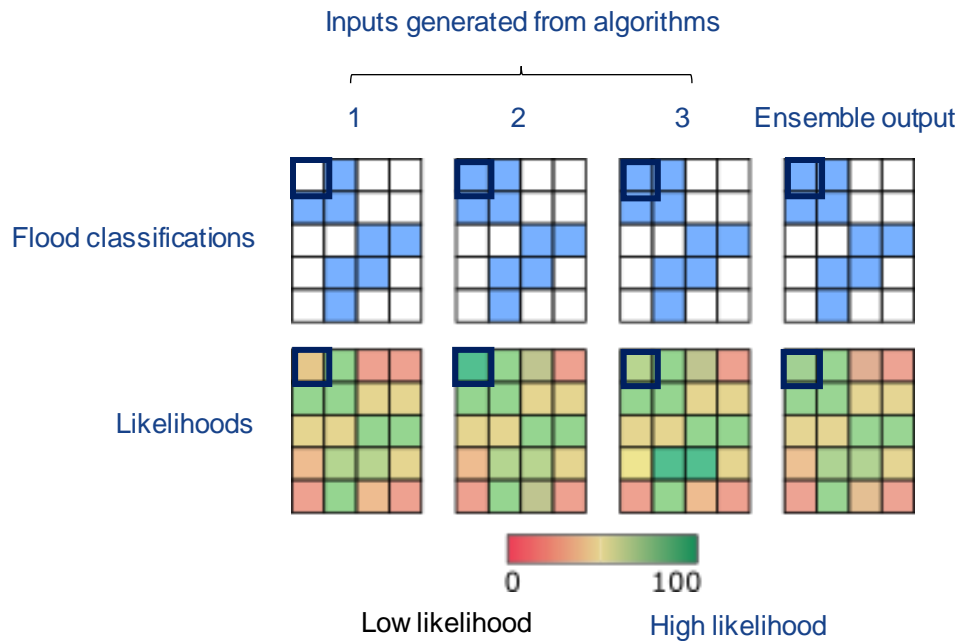 Inputs generated from algorithms
1 2 3 Ensemble output
Flood classifications
Likelihoods
0 100
Low likelihood High likelihood